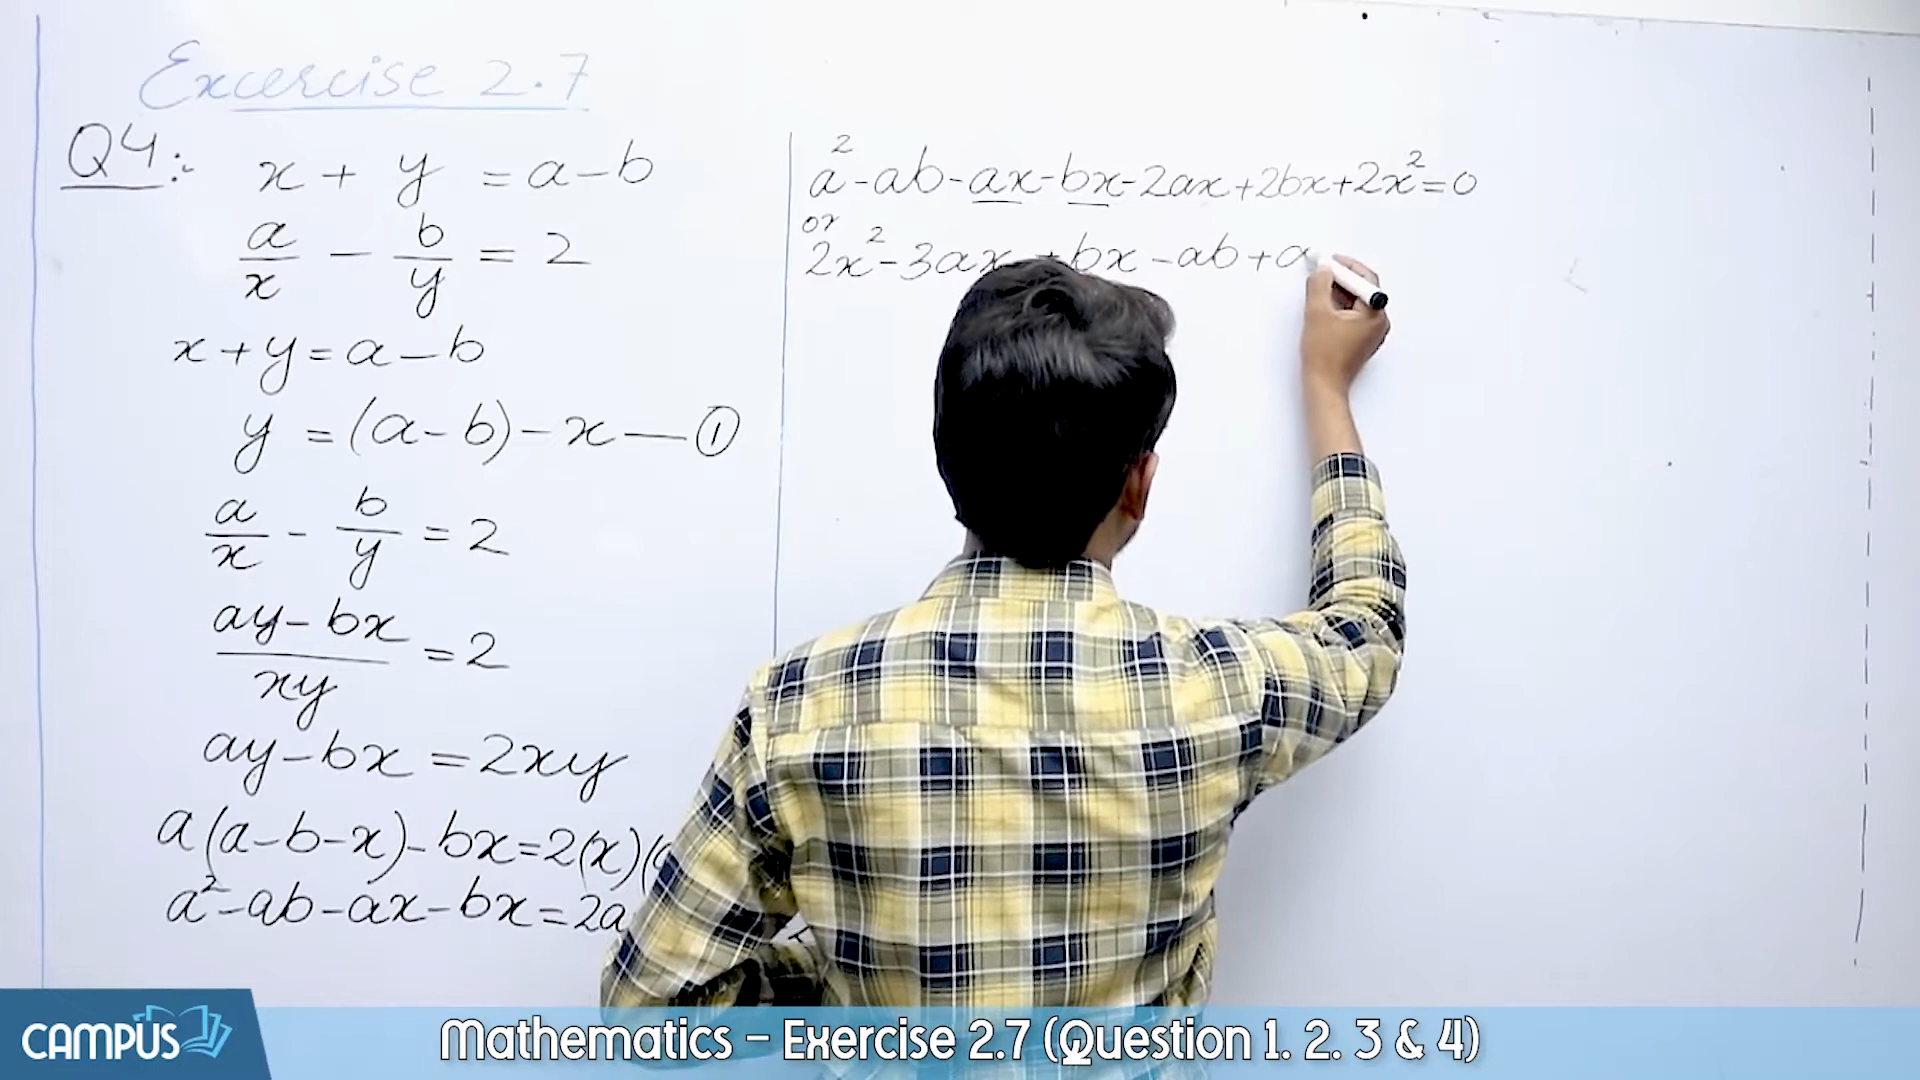 Excercise 2.7
Q4:-
x + y = a - b
a/x - b/y = 2
x + y = a - b
y = (a - b) - x — ①
a/x - b/y = 2
ay - bx / xy = 2
ay - bx = 2xy
a(a - b - x) - bx = 2(x)(
a² - ab - ax - bx = 2a
a² - ab - ax - bx - 2ax + 2bx + 2x² = 0
or
2x² - 3ax + bx - ab + a
CAMPUS
Mathematics – Exercise 2.7 (Question 1. 2. 3 & 4)